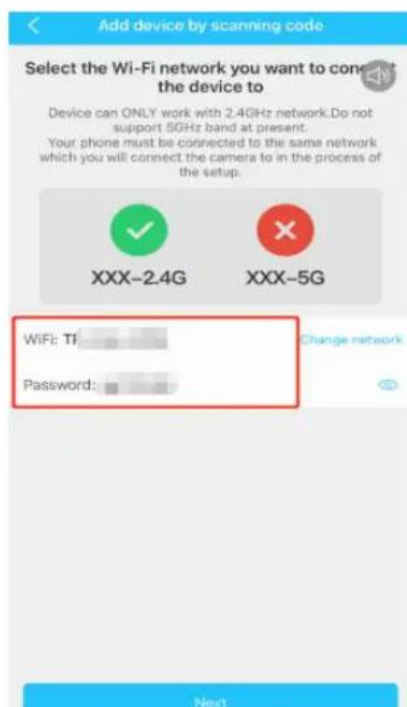 Add device by scanning code
Select the Wi-Fi network you want to
the device to
Device can ONLY work with 2.4GHz network.Do not
support 5GHz band at present.
Your phone must be connected to the same network
which you will connect the camera to in the process of
the setup.
XXX-2.4G XXX-5G
WiFi: Change network
Password:
Next